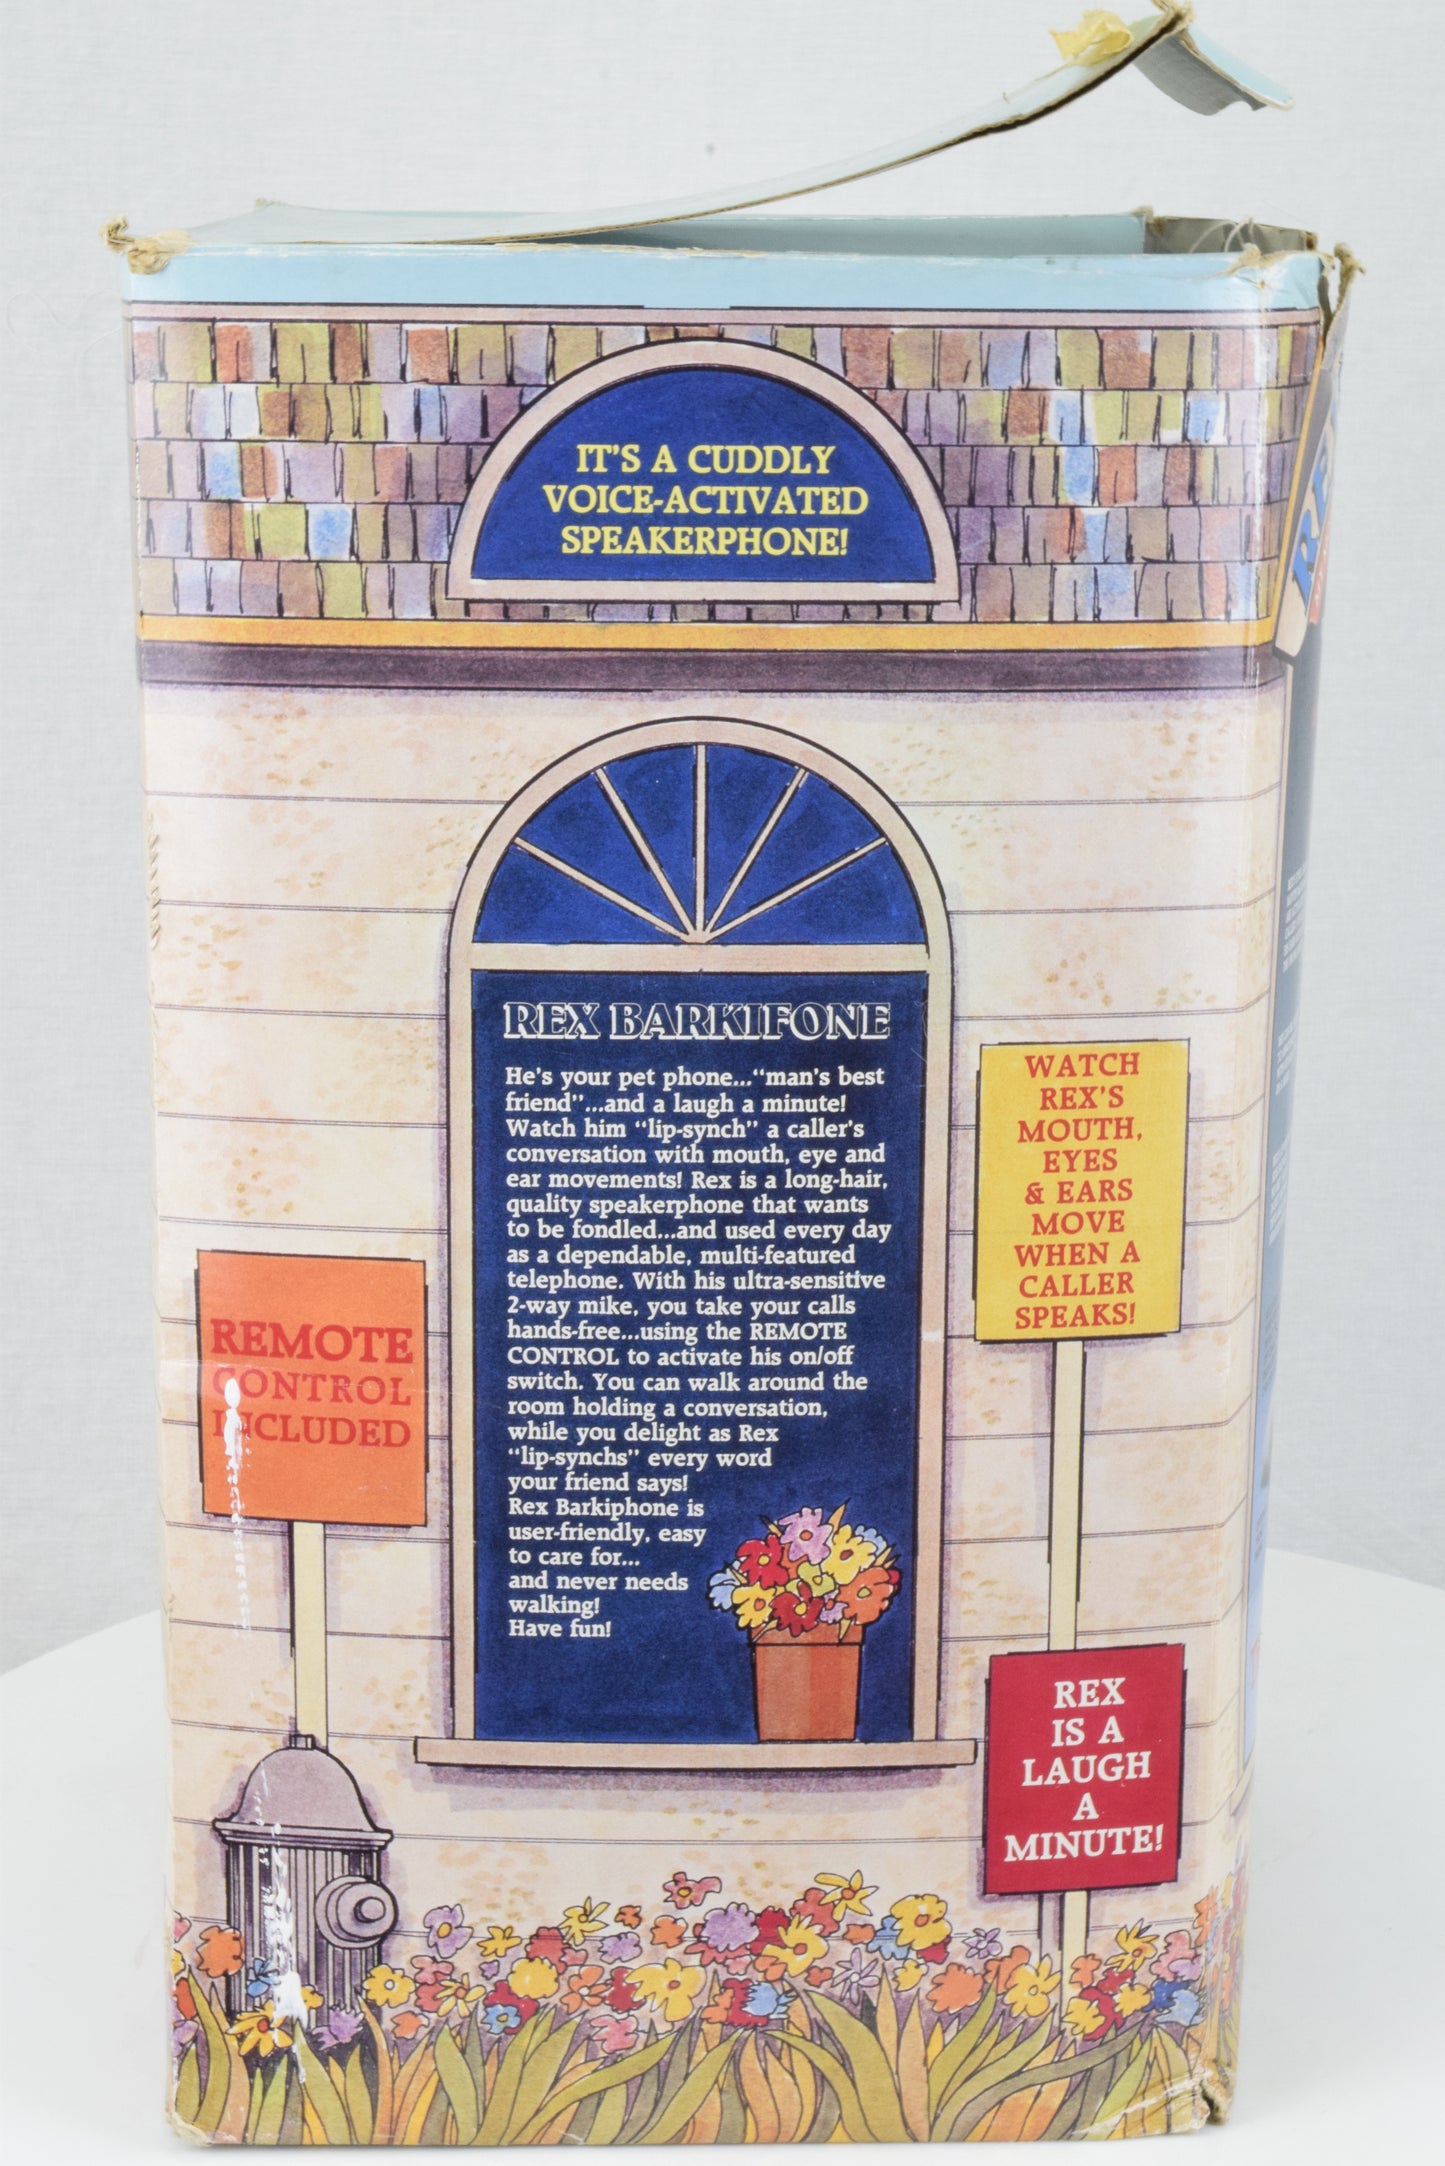 IT'S A CUDDLY
VOICE-ACTIVATED
SPEAKERPHONE!
REX BARKIFONE
He's your pet phone...“man's best
friend”...and a laugh a minute!
Watch him “lip-synch” a caller's
conversation with mouth, eye and
ear movements! Rex is a long-hair,
quality speakerphone that wants
to be fondled...and used every day
as a dependable, multi-featured
telephone. With his ultra-sensitive
2-way mike, you take your calls
hands-free...using the REMOTE
CONTROL to activate his on/off
switch. You can walk around the
room holding a conversation,
while you delight as Rex
“lip-synchs” every word
your friend says!
Rex Barkiphone is
user-friendly, easy
to care for...
and never needs
walking!
Have fun!
REMOTE
CONTROL
INCLUDED
WATCH
REX'S
MOUTH,
EYES
& EARS
MOVE
WHEN A
CALLER
SPEAKS!
REX
IS A
LAUGH
A
MINUTE!